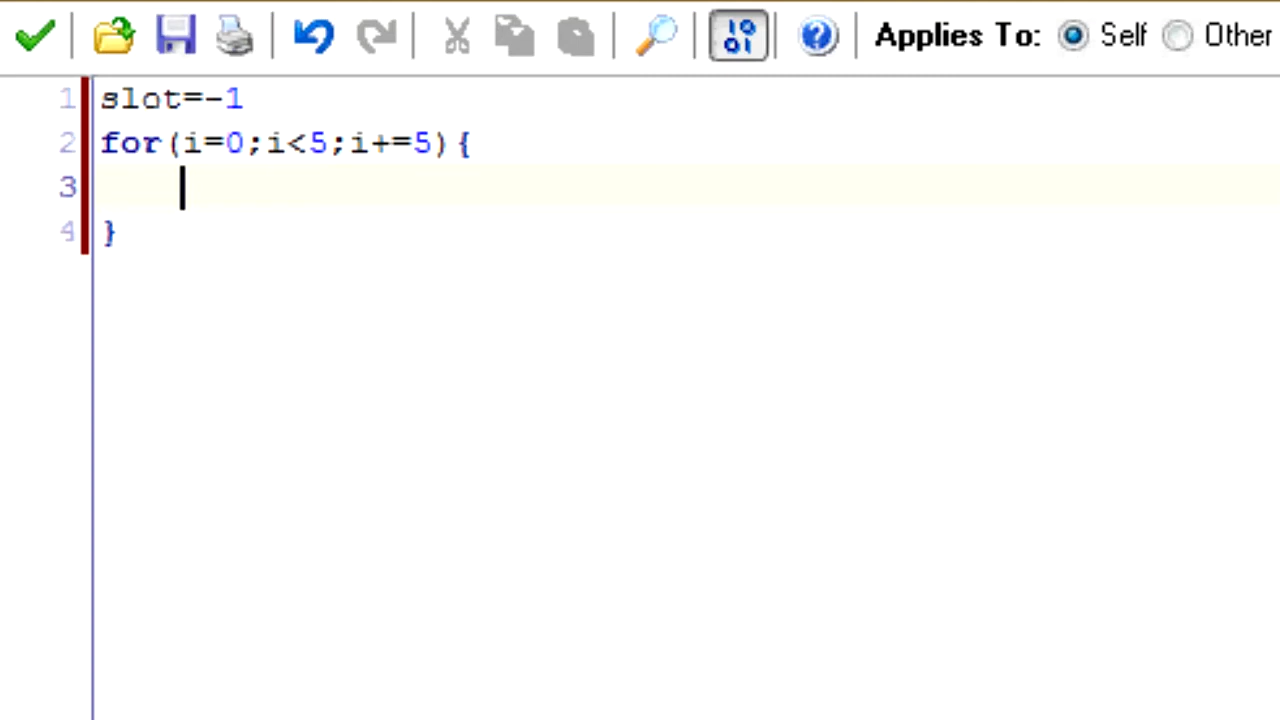 Applies To: Self Other
1 slot=-1
2 for(i=0;i<5;i+=5){
3
4 }